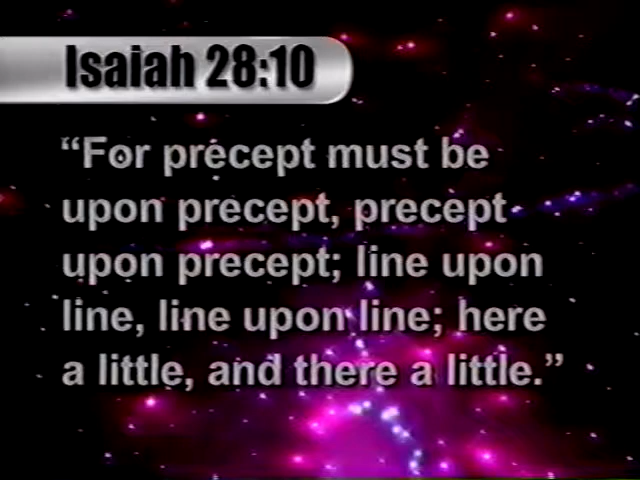 Isaiah 28:10
“For precept must be
upon precept, precept
upon precept; line upon
line, line upon line; here
a little, and there a little.”